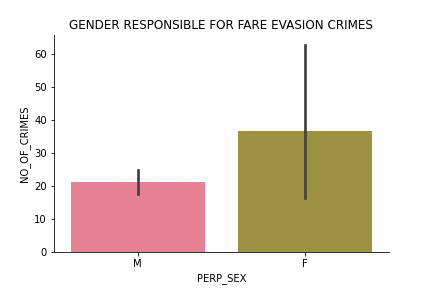 GENDER RESPONSIBLE FOR FARE EVASION CRIMES
60
50
40
30
20
10
0
NO_OF_CRIMES
M F
PERP_SEX